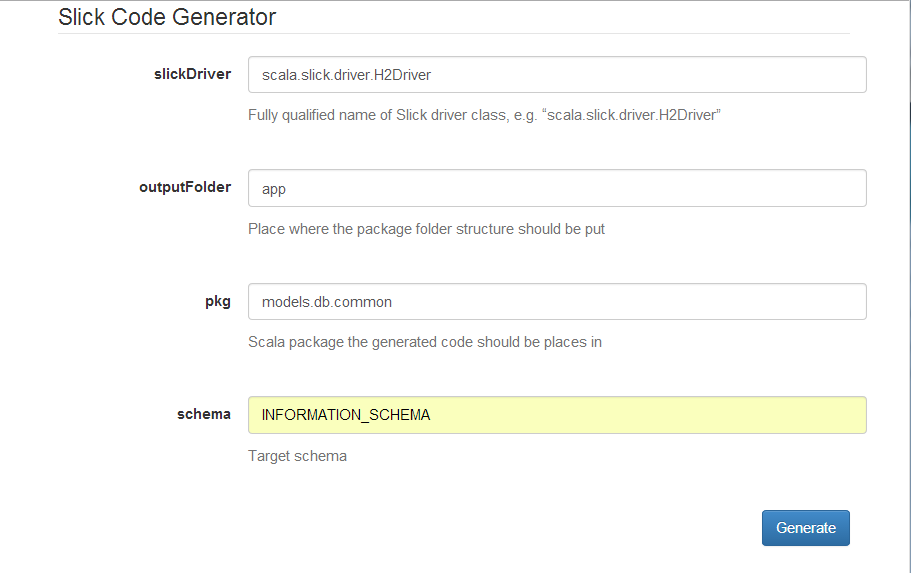 Slick Code Generator
slickDriver
scala.slick.driver.H2Driver
Fully qualified name of Slick driver class, e.g. “scala.slick.driver.H2Driver”
outputFolder
app
Place where the package folder structure should be put
pkg
models.db.common
Scala package the generated code should be places in
schema
INFORMATION_SCHEMA
Target schema
Generate